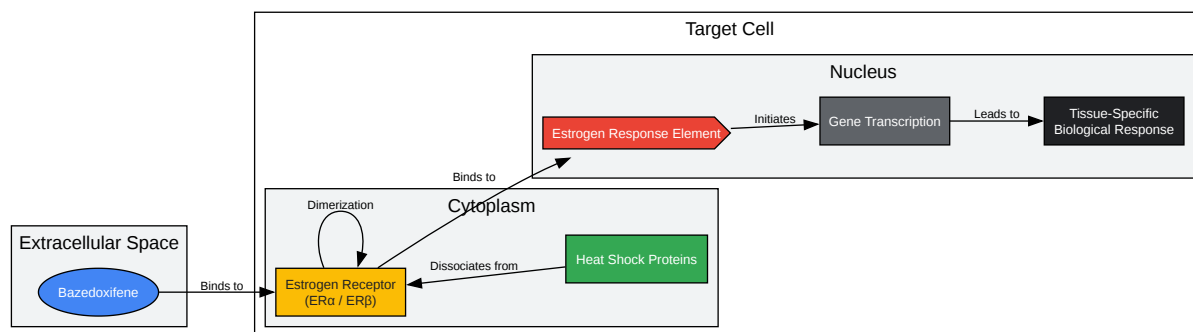 Target Cell
Nucleus
Estrogen Response Element
Initiates
Gene Transcription
Leads to
Tissue-Specific
Biological Response
Binds to
Cytoplasm
Dimerization
Extracellular Space
Heat Shock Proteins
Dissociates from
Bazedoxifene
Binds to
Estrogen Receptor
(ERα / ERβ)